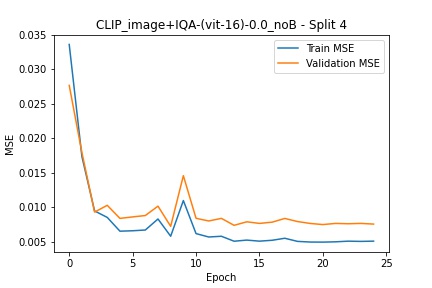 CLIP_image+IQA-(vit-16)-0.0_noB - Split 4
Train MSE
Validation MSE
MSE
0.035
0.030
0.025
0.020
0.015
0.010
0.005
0 5 10 15 20 25
Epoch